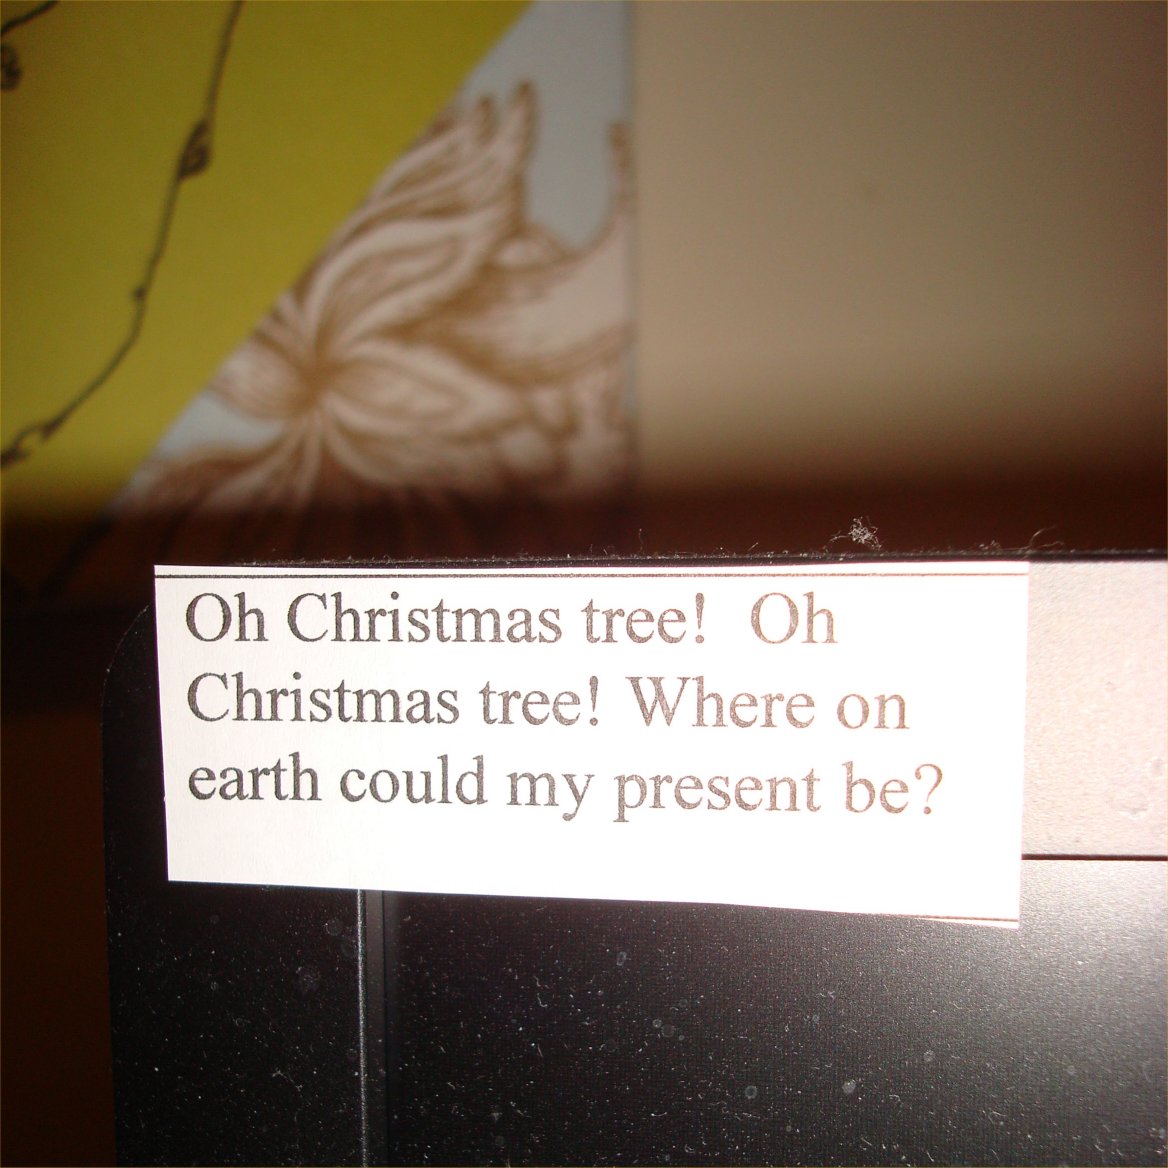 Oh Christmas tree!  Oh
Christmas tree! Where on
earth could my present be?